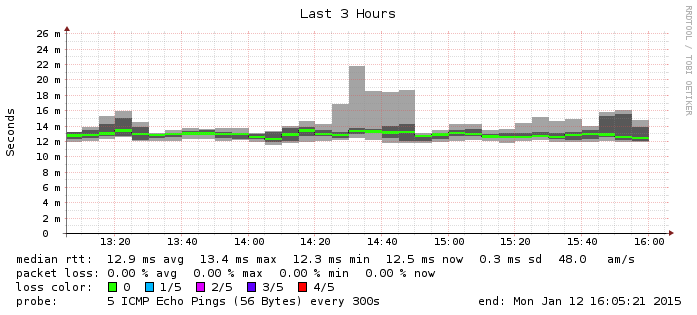 Last 3 Hours
RRDTOOL / TOBI OETIKER
Seconds
26 m
24 m
22 m
20 m
18 m
16 m
14 m
12 m
10 m
8 m
6 m
4 m
2 m
0
13:20 13:40 14:00 14:20 14:40 15:00 15:20 15:40 16:00
median rtt: 12.9 ms avg 13.4 ms max 12.3 ms min 12.5 ms now 0.3 ms sd 48.0 am/s
packet loss: 0.00 % avg 0.00 % max 0.00 % min 0.00 % now
loss color: 0 1/5 2/5 3/5 4/5
probe: 5 ICMP Echo Pings (56 Bytes) every 300s end: Mon Jan 12 16:05:21 2015